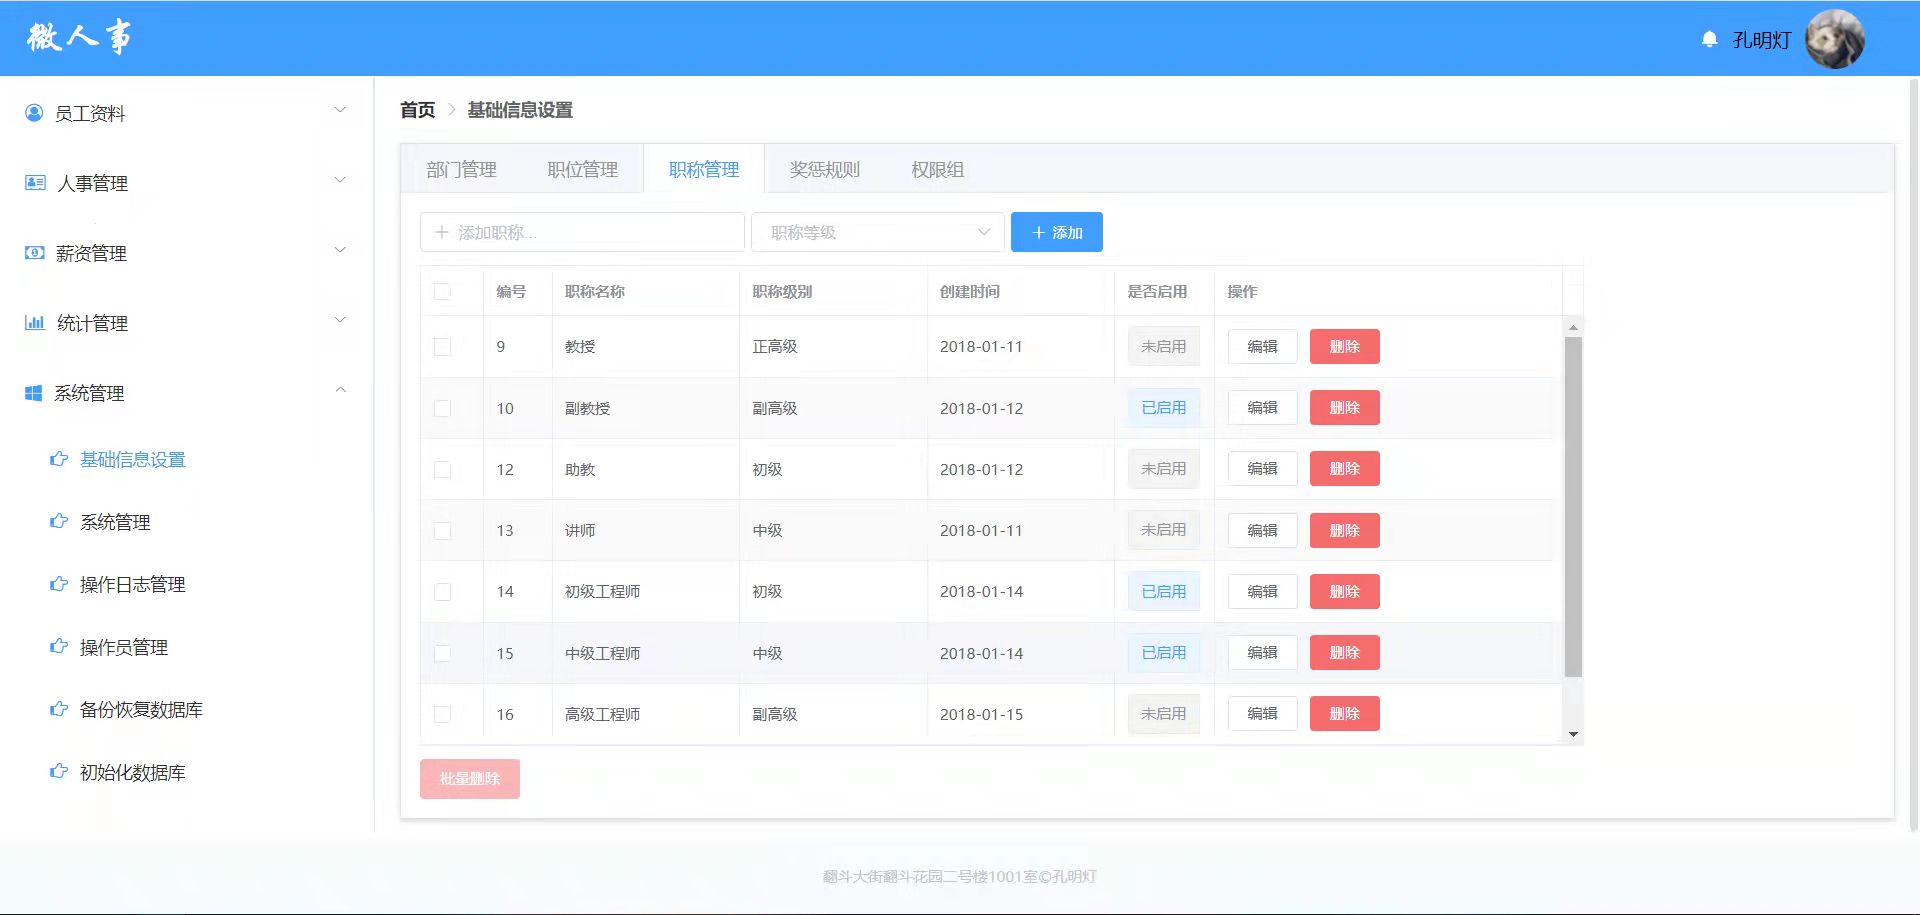 微人事
孔明灯
员工资料
人事管理
薪资管理
统计管理
系统管理
基础信息设置
系统管理
操作日志管理
操作员管理
备份恢复数据库
初始化数据库
首页 > 基础信息设置
部门管理 职位管理 职称管理 奖惩规则 权限组
添加职称... 职称等级 添加
编号 职称名称 职称级别 创建时间 是否启用 操作
9 教授 正高级 2018-01-11 未启用 编辑 删除
10 副教授 副高级 2018-01-12 已启用 编辑 删除
12 助教 初级 2018-01-12 未启用 编辑 删除
13 讲师 中级 2018-01-11 未启用 编辑 删除
14 初级工程师 初级 2018-01-14 已启用 编辑 删除
15 中级工程师 中级 2018-01-14 已启用 编辑 删除
16 高级工程师 副高级 2018-01-15 未启用 编辑 删除
批量删除
翻斗大街翻斗花园二号楼1001室©孔明灯